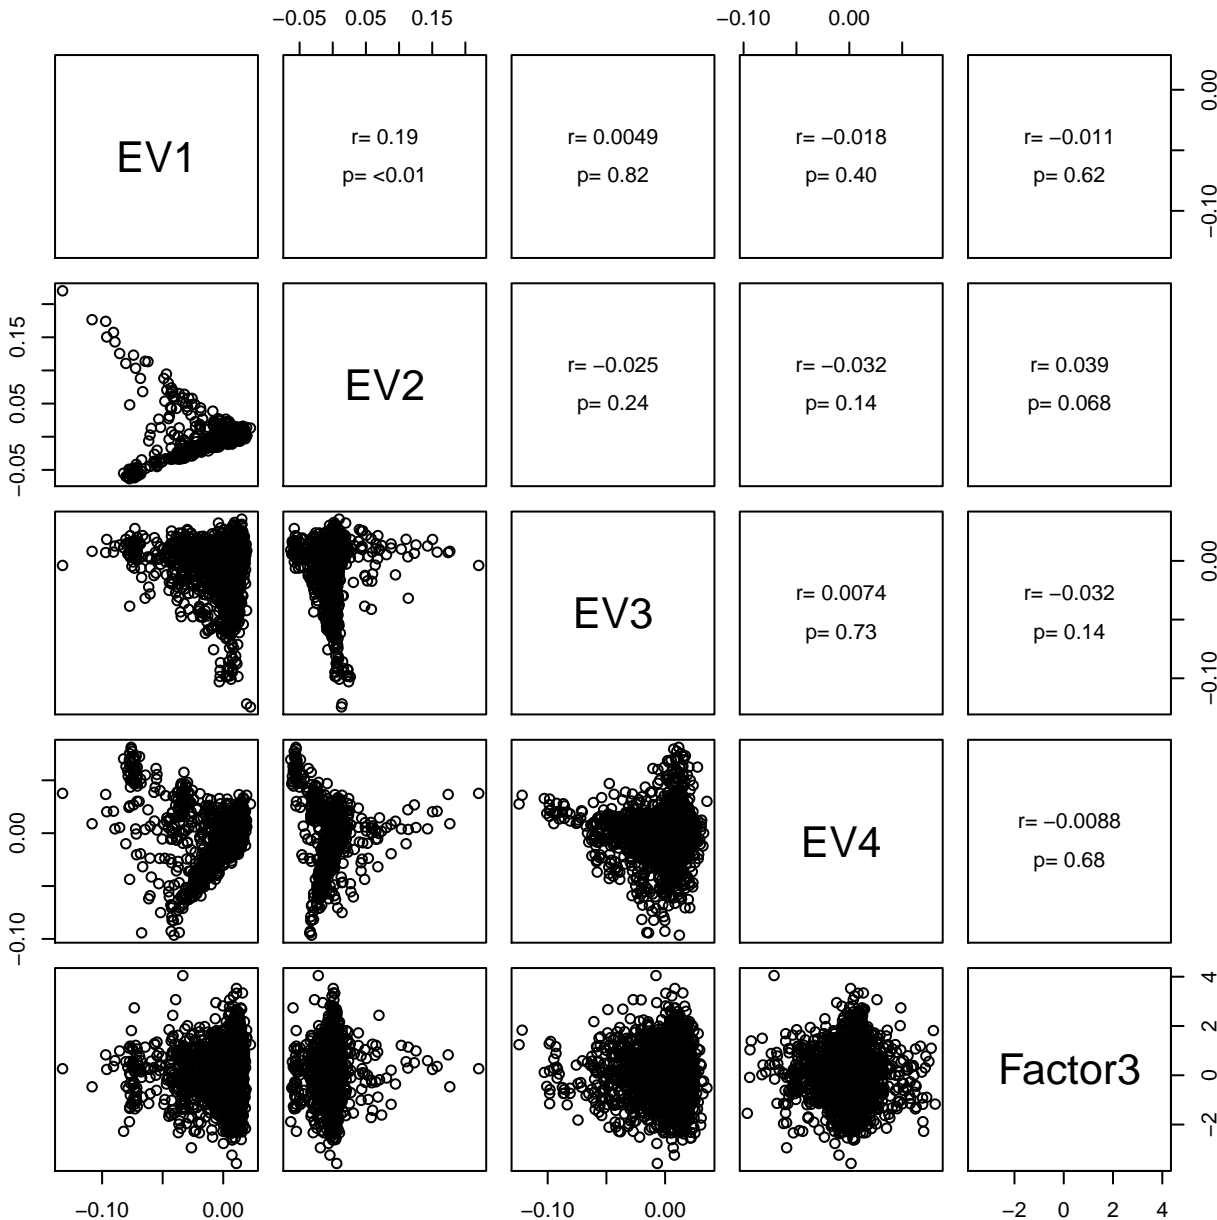 −0.05 0.05 0.15 −0.10 0.00
EV1
r= 0.19
p= <0.01
r= 0.0049
p= 0.82
r= −0.018
p= 0.40
r= −0.011
p= 0.62
0.00
−0.10
0.15
0.05
−0.05
EV2
r= −0.025
p= 0.24
r= −0.032
p= 0.14
r= 0.039
p= 0.068
EV3
r= 0.0074
p= 0.73
r= −0.032
p= 0.14
0.00
−0.10
0.00
−0.10
EV4
r= −0.0088
p= 0.68
Factor3
4
2
0
−2
−0.10 0.00 −0.10 0.00 −2 0 2 4